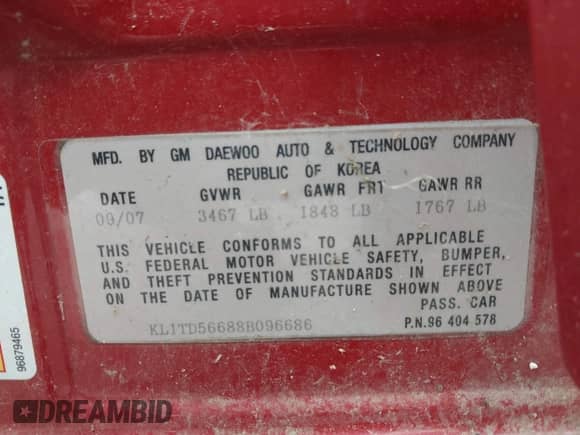 MFD. BY GM DAEWOO AUTO & TECHNOLOGY COMPANY
REPUBLIC OF KOREA
DATE GVWR GAWR FRT GAWR RR
09/07 3467 LB 1848 LB 1767 LB
THIS VEHICLE CONFORMS TO ALL APPLICABLE
U.S. FEDERAL MOTOR VEHICLE SAFETY, BUMPER,
AND THEFT PREVENTION STANDARDS IN EFFECT
ON THE DATE OF MANUFACTURE SHOWN ABOVE
PASS. CAR
KL1TD56688B096686 P.N.96 404 578
96879465
DREAMBID